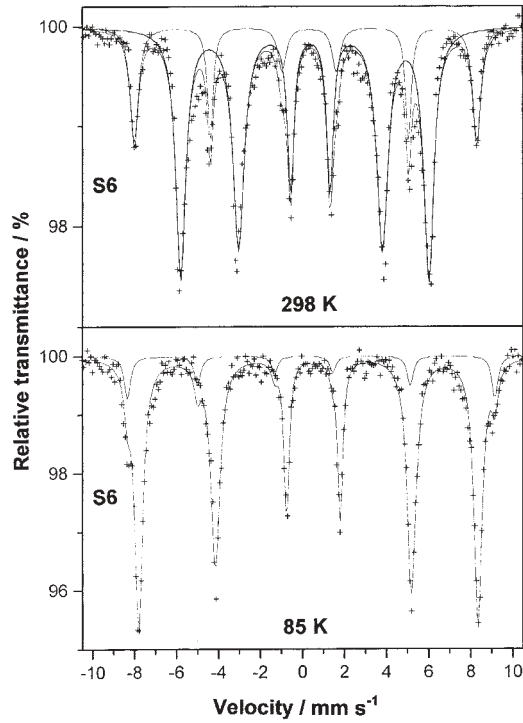 100
98
S6
298 K
Relative transmittance / %
100
98
S6
96
85 K
-10 -8 -6 -4 -2 0 2 4 6 8 10
Velocity / mm s-1